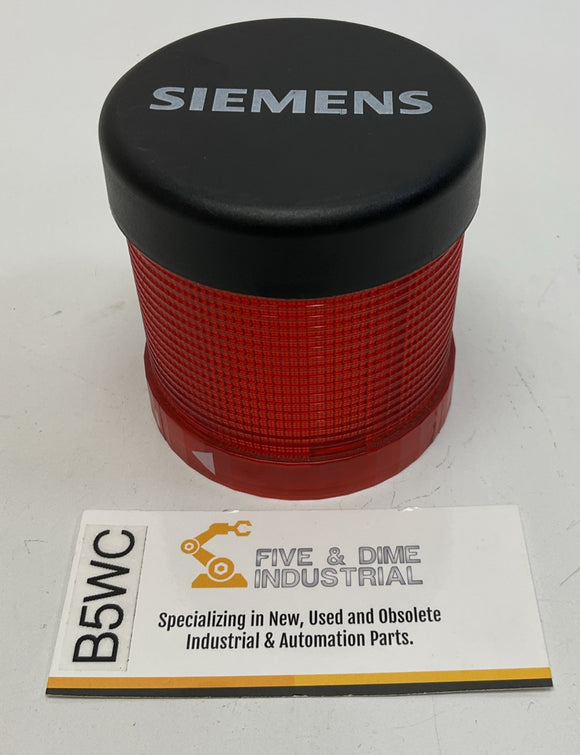 SIEMENS
B5WC
FIVE & DIME
INDUSTRIAL
Specializing in New, Used and Obsolete
Industrial & Automation Parts.